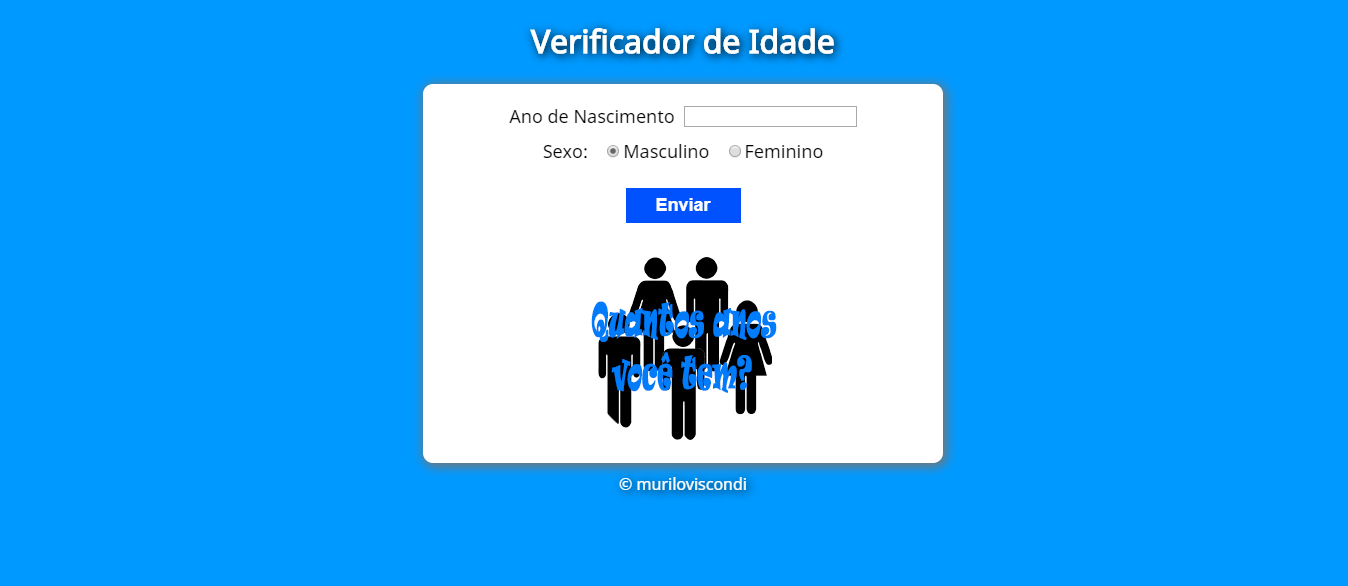 Verificador de Idade
Ano de Nascimento
Sexo: Masculino Feminino
Enviar
Quantos anos
você tem?
© muriloviscondi